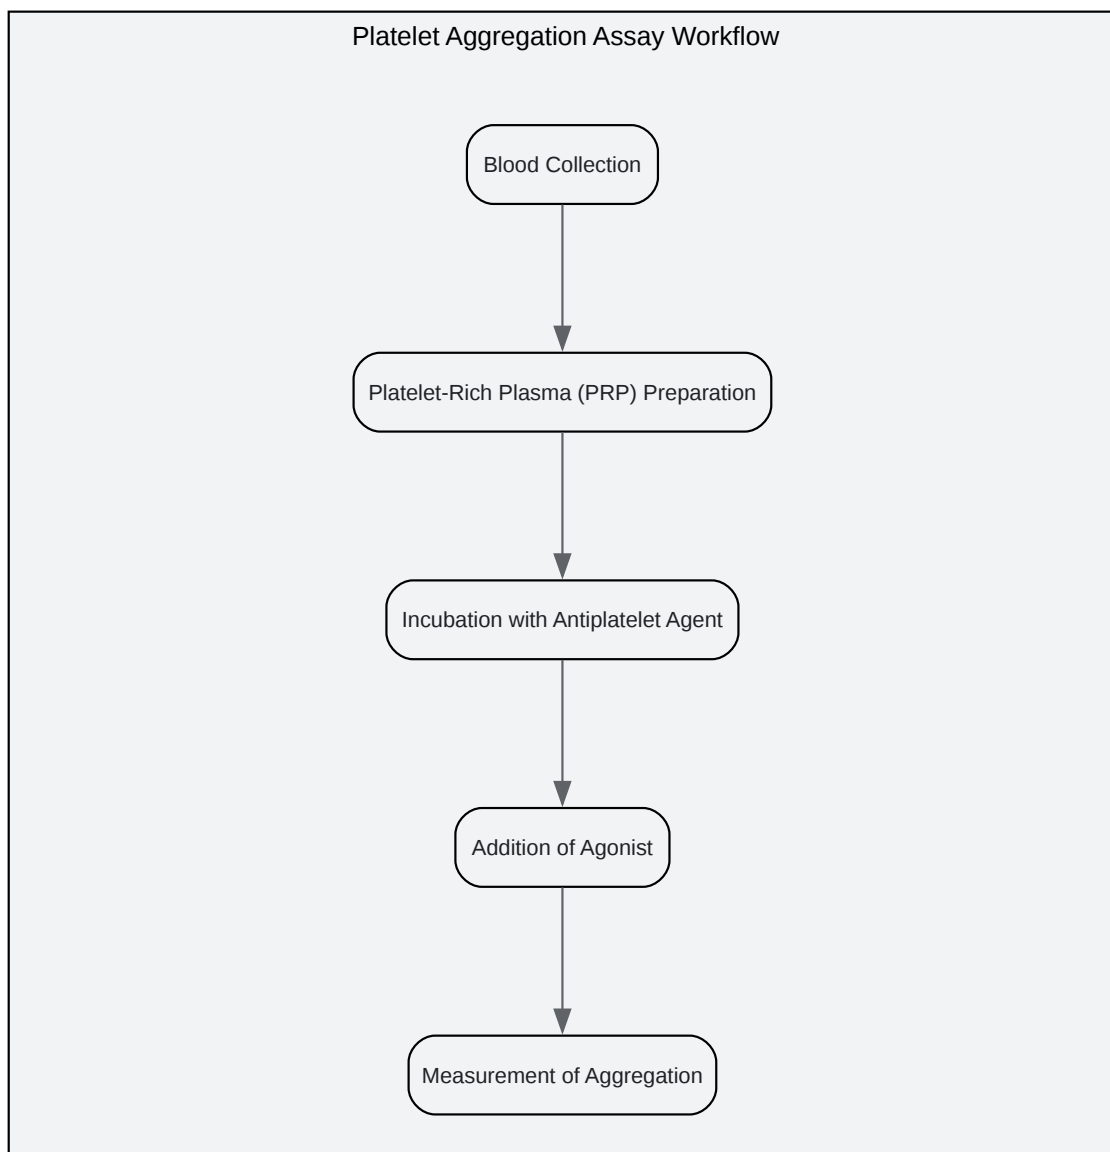 Platelet Aggregation Assay Workflow
Blood Collection
Platelet-Rich Plasma (PRP) Preparation
Incubation with Antiplatelet Agent
Addition of Agonist
Measurement of Aggregation